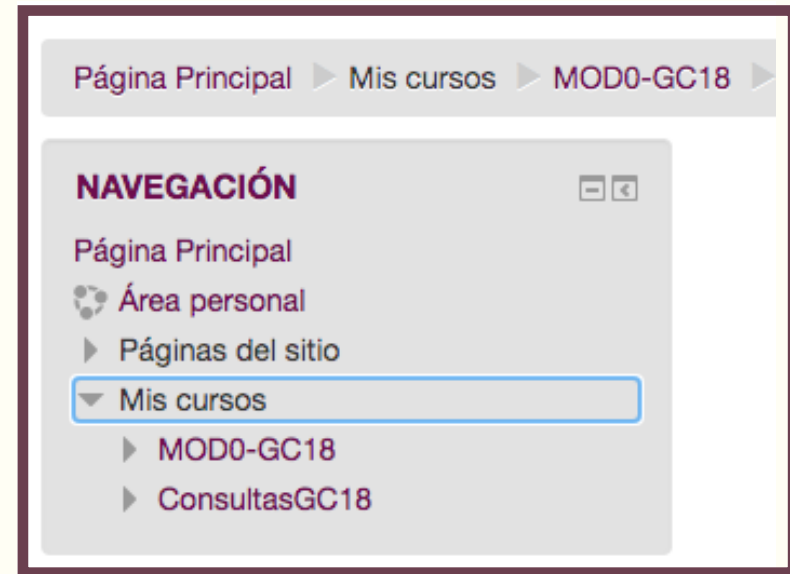 Página Principal Mis cursos MOD0-GC18
NAVEGACIÓN
Página Principal
Área personal
Páginas del sitio
Mis cursos
MOD0-GC18
ConsultasGC18